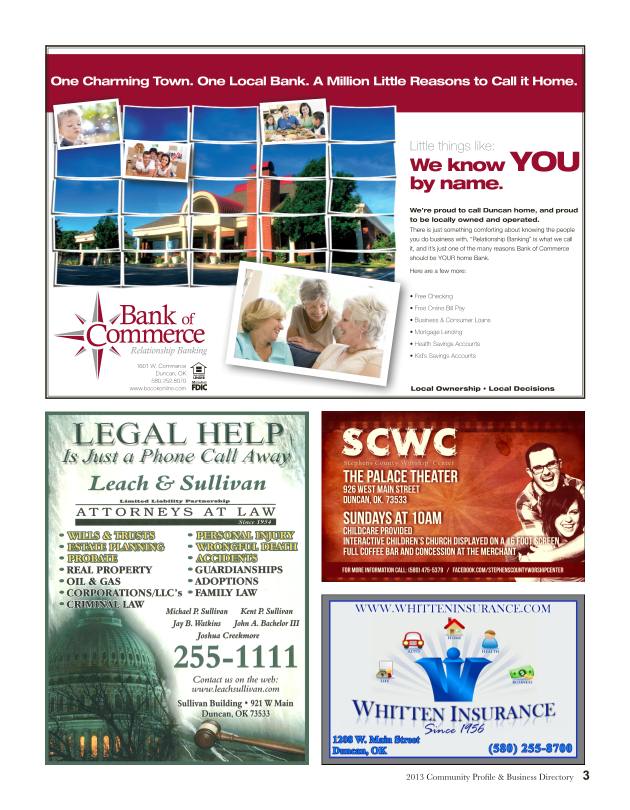 One Charming Town. One Local Bank. A Million Little Reasons to Call it Home.
Little things like:
We know YOU
by name.
We're proud to call Duncan home, and proud
to be locally owned and operated.
There is just something comforting about knowing the people
you do business with. "Relationship Banking" is what we call
it, and it's just one of the many reasons Bank of Commerce
should be YOUR home Bank.
Here are a few more:
• Free Checking
• Free Online Bill Pay
• Business & Consumer Loans
• Mortgage Lending
• Health Savings Accounts
• Kid's Savings Accounts
Local Ownership • Local Decisions
Bank of
Commerce
Relationship Banking
1601 W. Commerce
Duncan, OK
580.252.8070
www.bocokonline.com
Member
FDIC
LEGAL HELP
Is Just a Phone Call Away
Leach & Sullivan
Limited Liability Partnership
ATTORNEYS AT LAW
Since 1934
• WILLS & TRUSTS
• ESTATE PLANNING
• PROBATE
• REAL PROPERTY
• OIL & GAS
• CORPORATIONS/LLC's
• CRIMINAL LAW
• PERSONAL INJURY
• WRONGFUL DEATH
• ACCIDENTS
• GUARDIANSHIPS
• ADOPTIONS
• FAMILY LAW
Michael P. Sullivan Kent P. Sullivan
Jay B. Watkins John A. Bachelor III
Joshua Creekmore
255-1111
Contact us on the web:
www.leachsullivan.com
Sullivan Building • 921 W Main
Duncan, OK 73533
SCWC
Stephens County Worship Center
THE PALACE THEATER
926 WEST MAIN STREET
DUNCAN, OK. 73533
SUNDAYS AT 10AM
CHILDCARE PROVIDED
INTERACTIVE CHILDREN'S CHURCH DISPLAYED ON A 16 FOOT SCREEN
FULL COFFEE BAR AND CONCESSION AT THE MERCHANT
FOR MORE INFORMATION CALL: (580) 475-5379 / FACEBOOK.COM/STEPHENSCOUNTYWORSHIPCENTER
WWW.WHITTENINSURANCE.COM
HOME
AUTO
HEALTH
LIFE
BUSINESS
WHITTEN INSURANCE
Since 1956
1208 W. Main Street
Duncan, OK
(580) 255-8700
2013 Community Profile & Business Directory 3